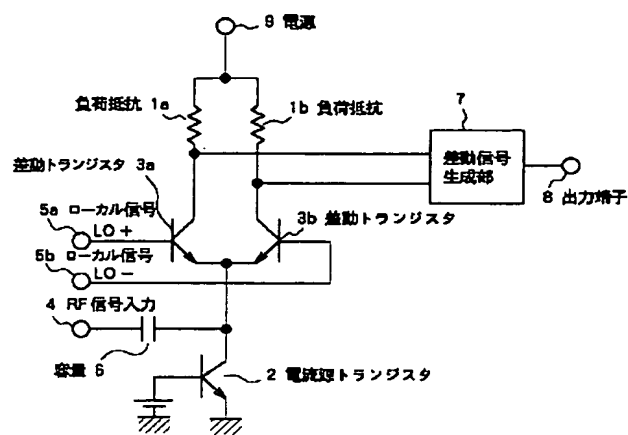 9 電源
負荷抵抗 1a
1b 負荷抵抗
7
差動信号
生成部
8 出力端子
差動トランジスタ 3a
3b 差動トランジスタ
5a ローカル信号
LO +
5b ローカル信号
LO −
4 RF 信号入力
容量 6
2 電流源トランジスタ